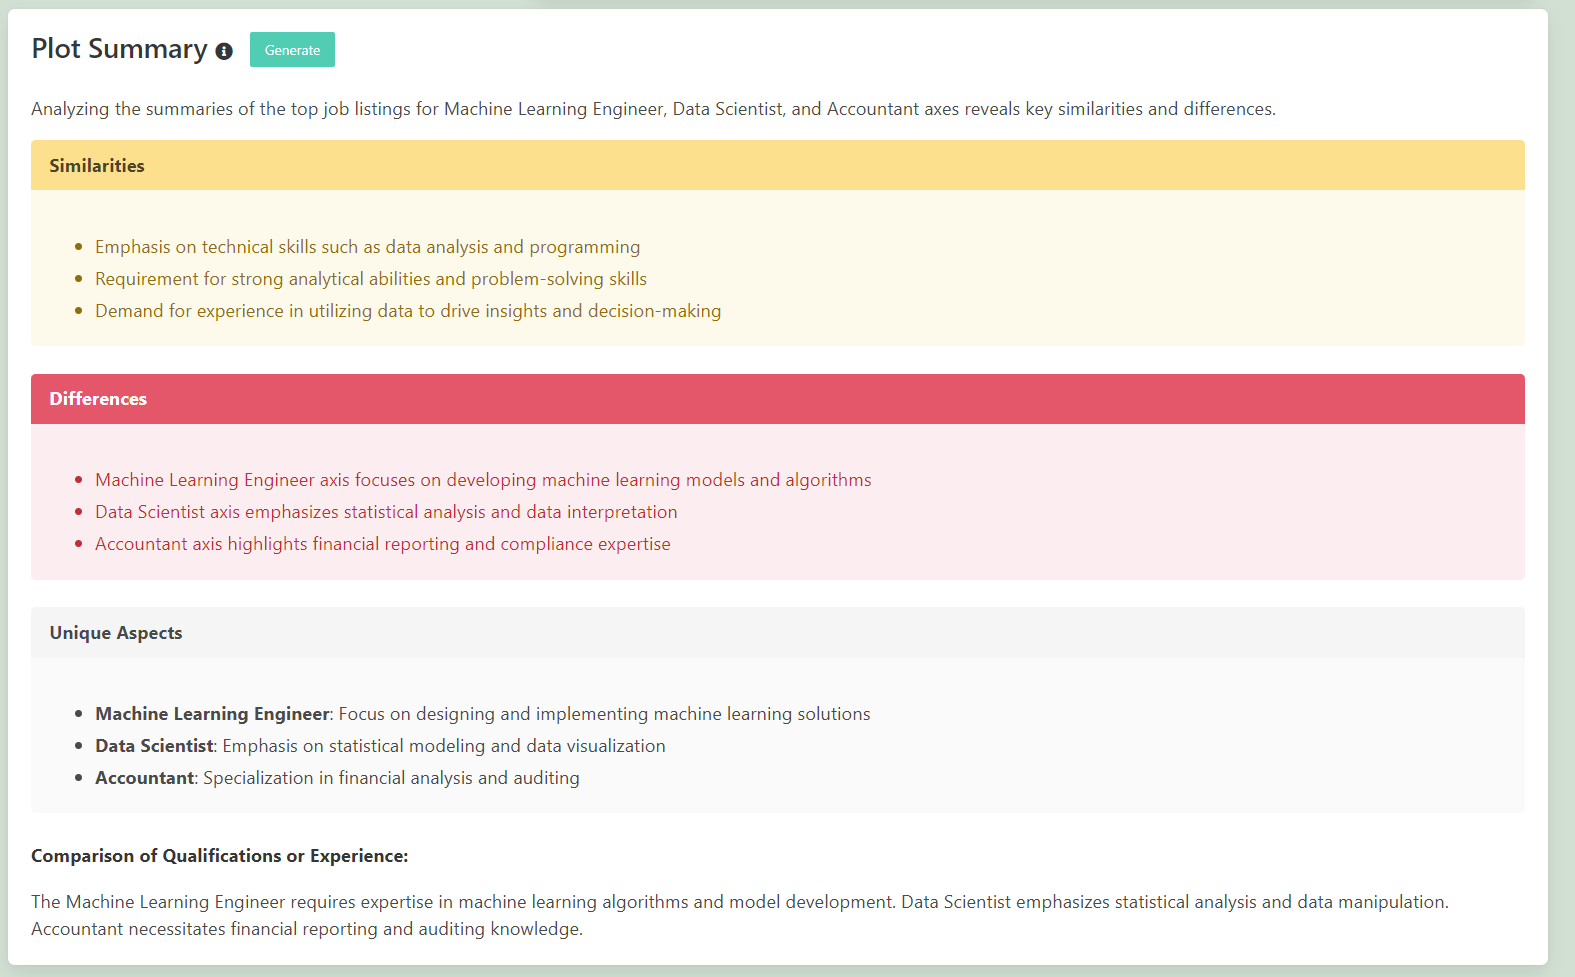 Plot Summary
Generate
Analyzing the summaries of the top job listings for Machine Learning Engineer, Data Scientist, and Accountant axes reveals key similarities and differences.
Similarities
• Emphasis on technical skills such as data analysis and programming
• Requirement for strong analytical abilities and problem-solving skills
• Demand for experience in utilizing data to drive insights and decision-making
Differences
• Machine Learning Engineer axis focuses on developing machine learning models and algorithms
• Data Scientist axis emphasizes statistical analysis and data interpretation
• Accountant axis highlights financial reporting and compliance expertise
Unique Aspects
• Machine Learning Engineer: Focus on designing and implementing machine learning solutions
• Data Scientist: Emphasis on statistical modeling and data visualization
• Accountant: Specialization in financial analysis and auditing
Comparison of Qualifications or Experience:
The Machine Learning Engineer requires expertise in machine learning algorithms and model development. Data Scientist emphasizes statistical analysis and data manipulation.
Accountant necessitates financial reporting and auditing knowledge.